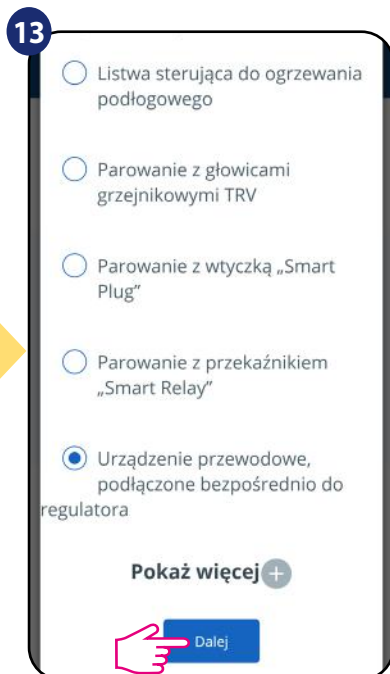 13
Listwa sterująca do ogrzewania
podłogowego
Parowanie z głowicami
grzejnikowymi TRV
Parowanie z wtyczką „Smart
Plug”
Parowanie z przekaźnikiem
„Smart Relay”
Urządzenie przewodowe,
podłączone bezpośrednio do
regulatora
Pokaż więcej
Dalej